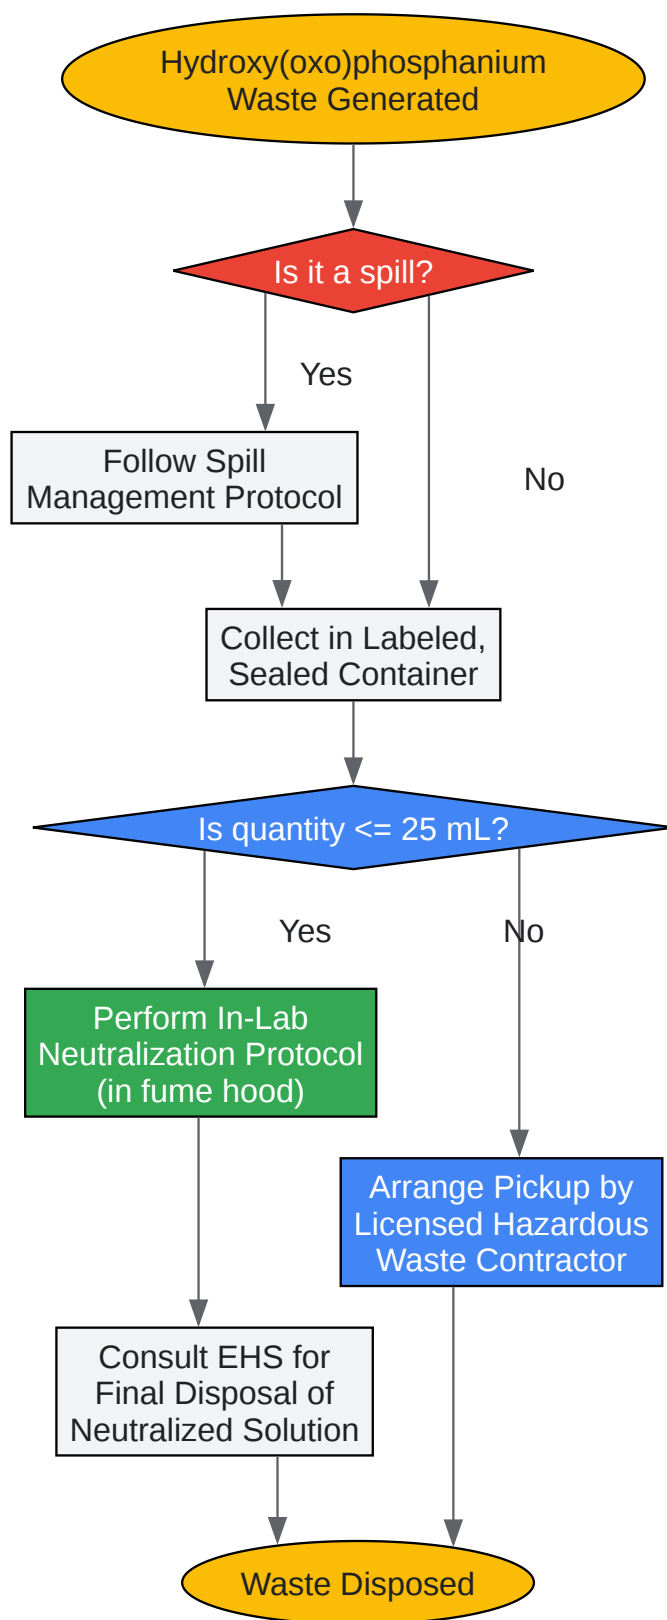 Hydroxy(oxo)phosphanium
Waste Generated
Is it a spill?
Yes
Follow Spill
Management Protocol
No
Collect in Labeled,
Sealed Container
Is quantity <= 25 mL?
Yes
No
Perform In-Lab
Neutralization Protocol
(in fume hood)
Arrange Pickup by
Licensed Hazardous
Waste Contractor
Consult EHS for
Final Disposal of
Neutralized Solution
Waste Disposed